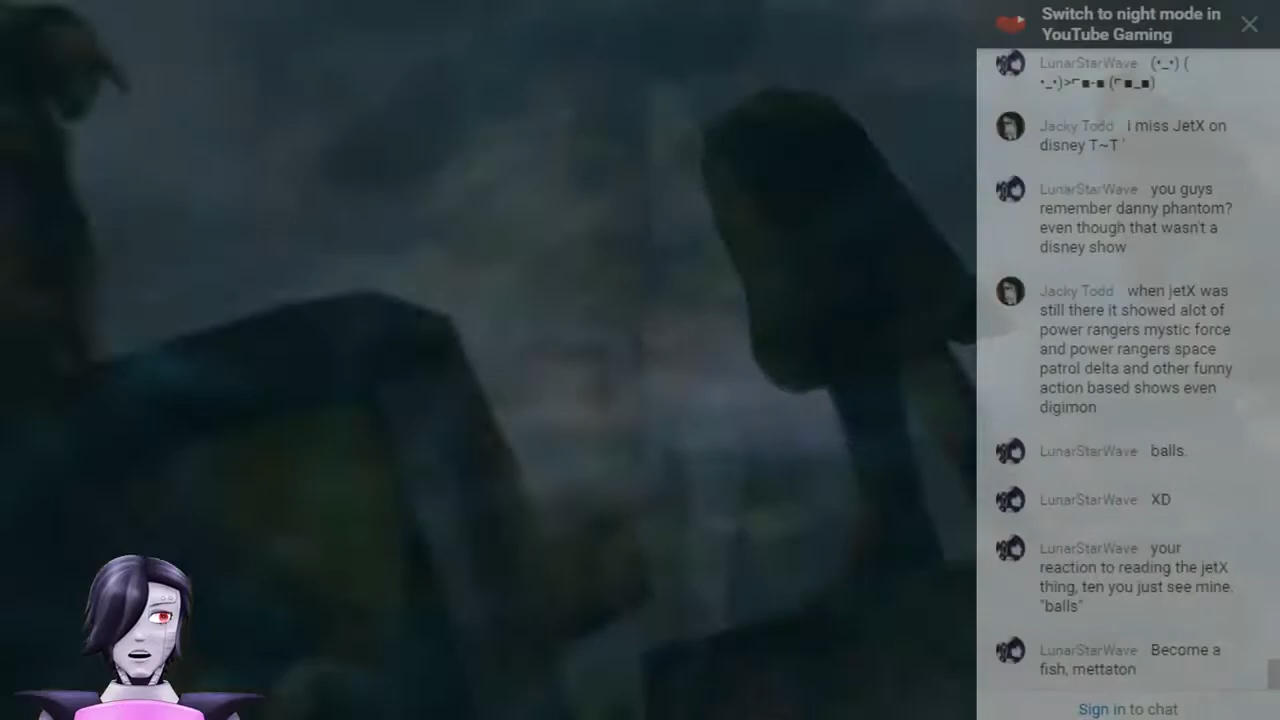 Switch to night mode in
YouTube Gaming
LunarStarWave (•_•) (
•_•)>⌐■-■ (⌐■_■)
Jacky Todd i miss JetX on
disney T~T '
LunarStarWave you guys
remember danny phantom?
even though that wasn't a
disney show
Jacky Todd when jetX was
still there it showed alot of
power rangers mystic force
and power rangers space
patrol delta and other funny
action based shows even
digimon
LunarStarWave balls.
LunarStarWave XD
LunarStarWave your
reaction to reading the jetX
thing, ten you just see mine.
"balls"
LunarStarWave Become a
fish, mettaton
Sign in to chat